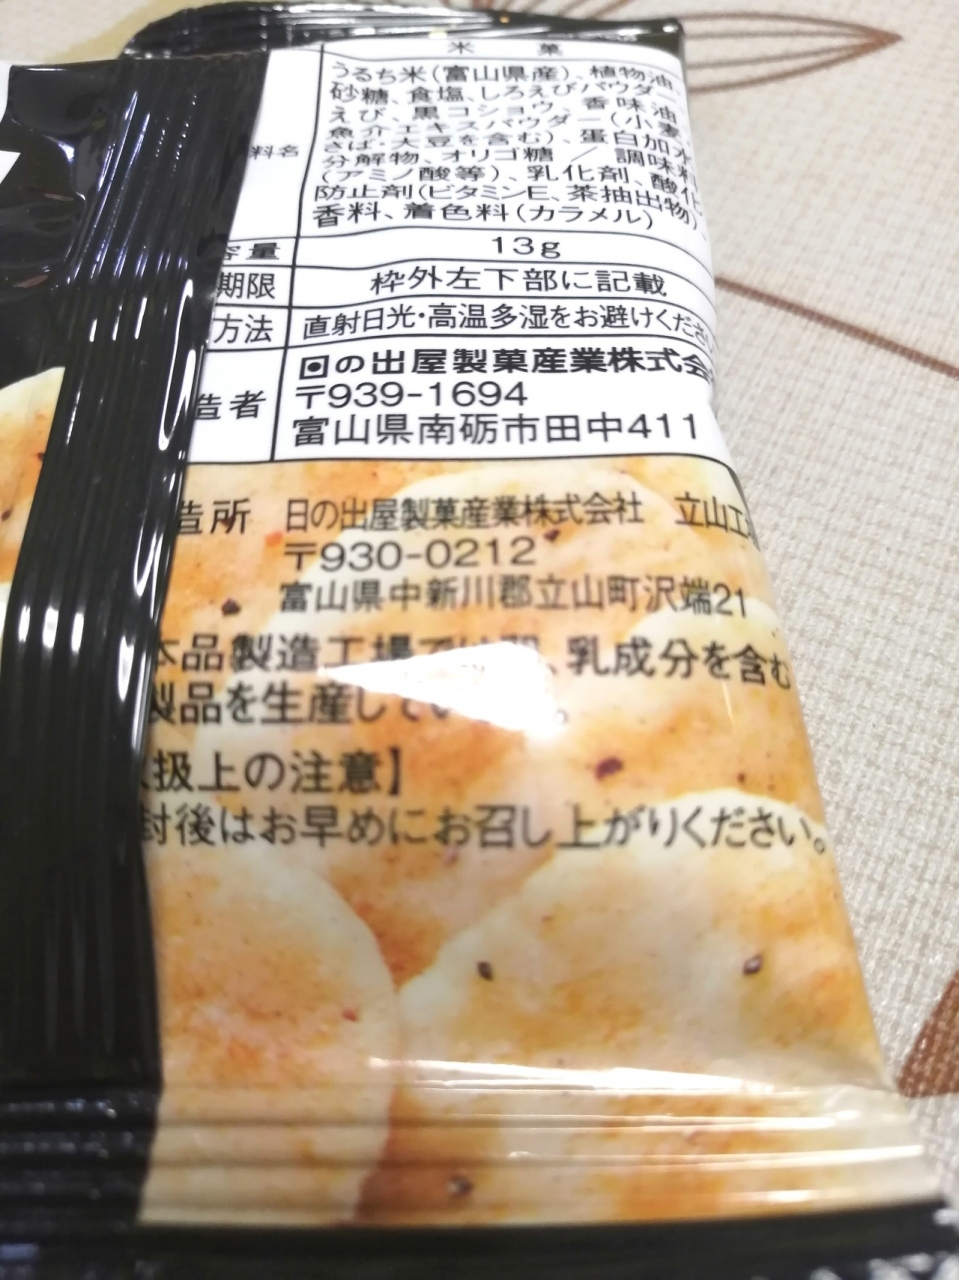 米菓
うるち米(富山県産)、植物油、
砂糖、食塩、しろえびパウダー、
えび、黒コショウ、香味油、
魚介エキスパウダー(小麦・
さば・大豆を含む)、蛋白加水
分解物、オリゴ糖／調味料
(アミノ酸等)、乳化剤、酸化
防止剤(ビタミンE、茶抽出物)、
香料、着色料(カラメル)
料名
容量 13g
期限 枠外左下部に記載
方法 直射日光・高温多湿をお避けくださ
造者 日の出屋製菓産業株式会
〒939-1694
富山県南砺市田中411
造所 日の出屋製菓産業株式会社 立山工
〒930-0212
富山県中新川郡立山町沢端21
本品製造工場では、乳成分を含む
製品を生産してい。
扱上の注意】
封後はお早めにお召し上がりください。